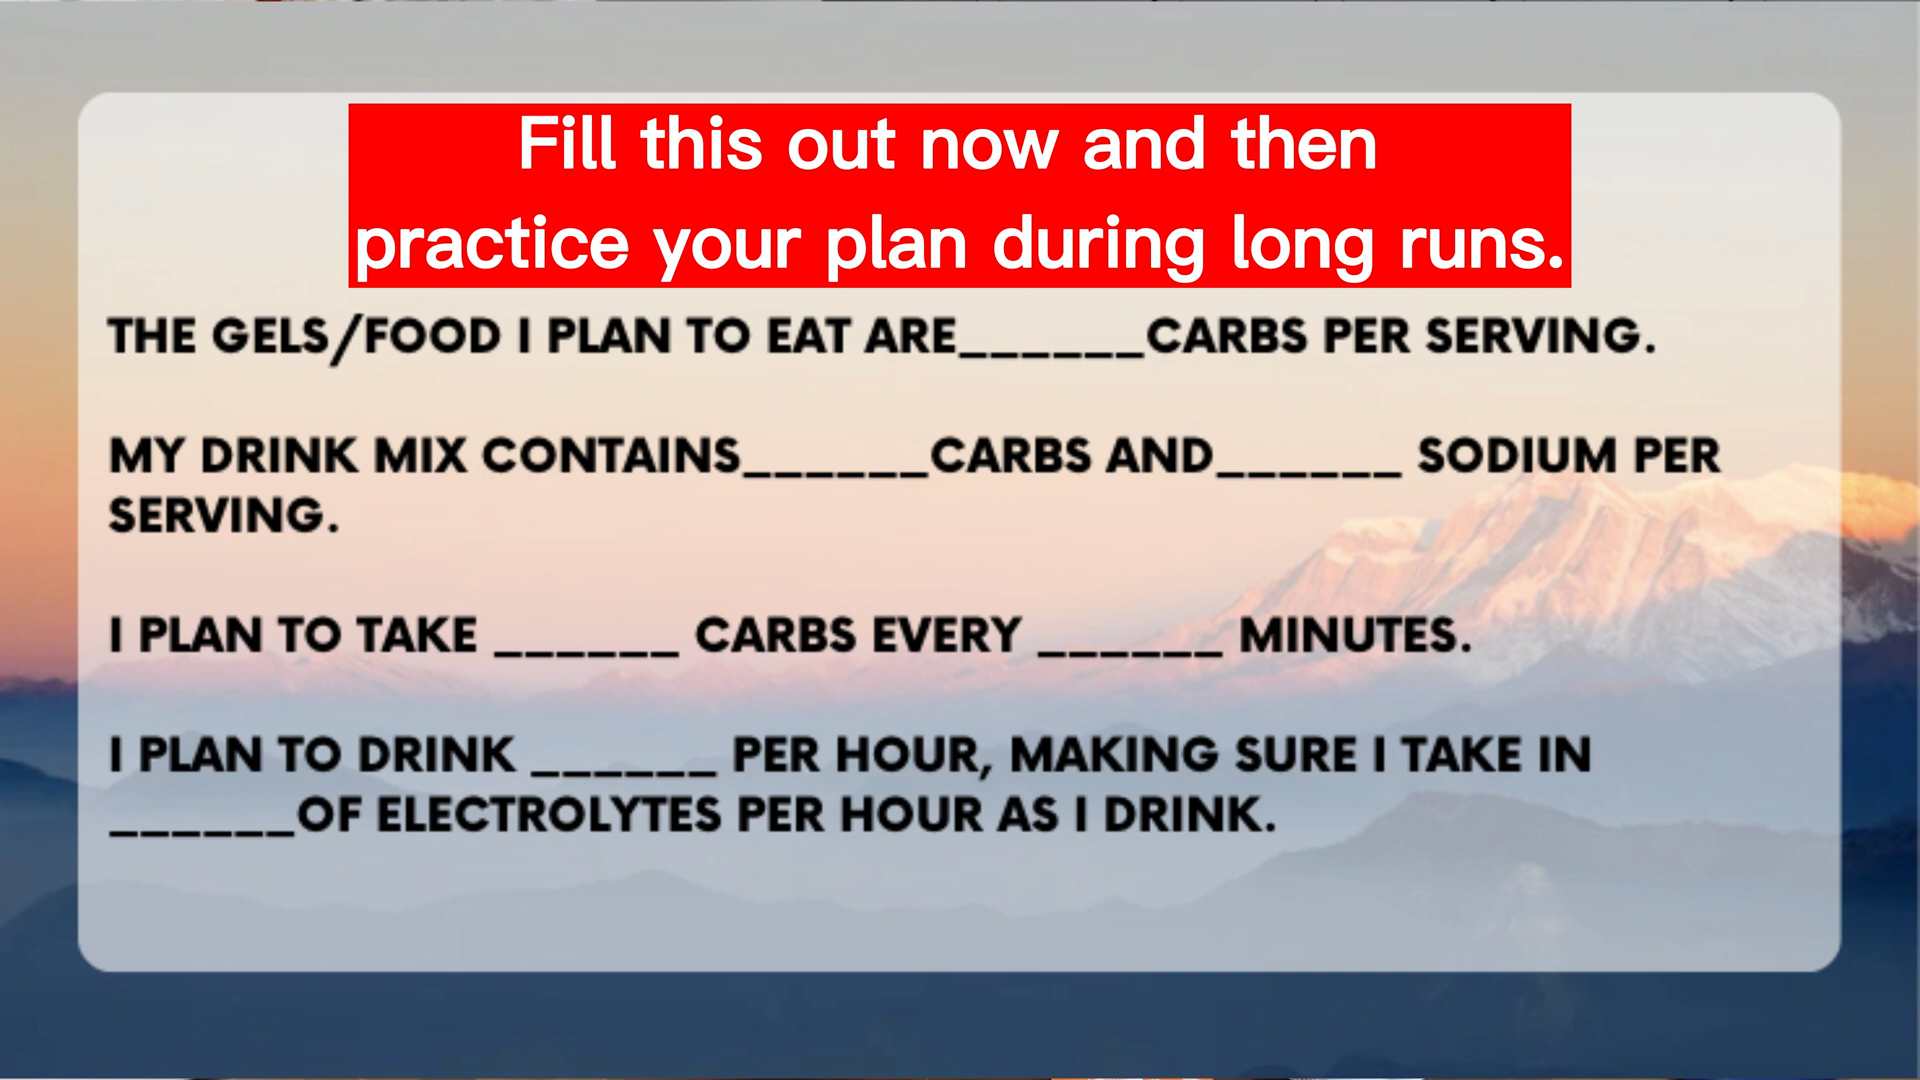 Fill this out now and then
practice your plan during long runs.
THE GELS/FOOD I PLAN TO EAT ARE______CARBS PER SERVING.
MY DRINK MIX CONTAINS______CARBS AND______ SODIUM PER
SERVING.
I PLAN TO TAKE ______ CARBS EVERY ______ MINUTES.
I PLAN TO DRINK ______ PER HOUR, MAKING SURE I TAKE IN
______OF ELECTROLYTES PER HOUR AS I DRINK.